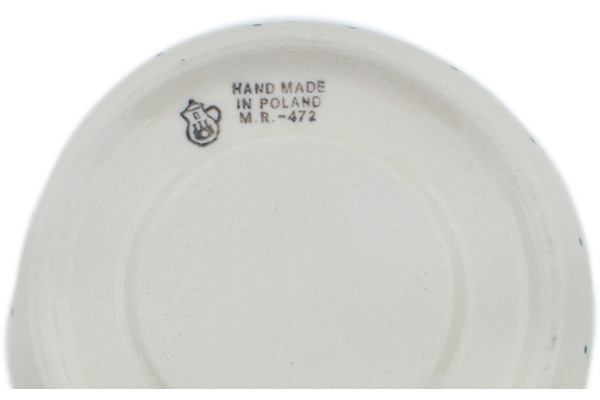 HAND MADE
IN POLAND
M.R.-472
B